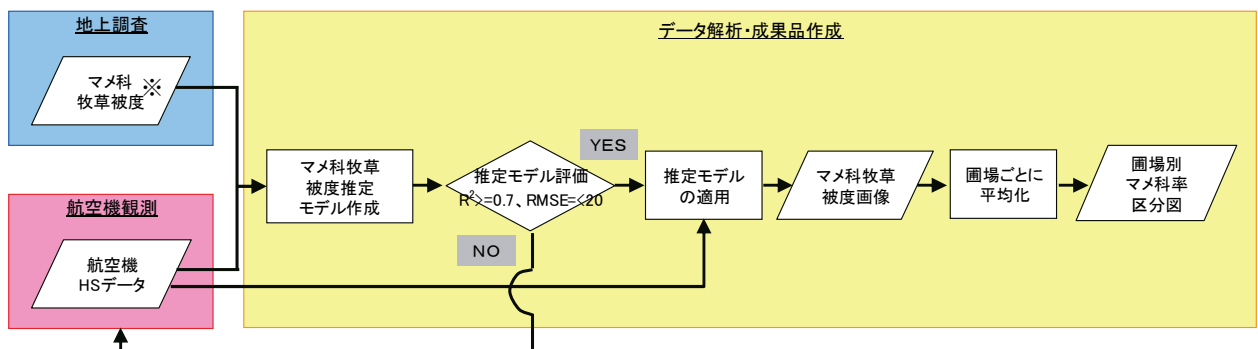 地上調査
マメ科※
牧草被度
航空機観測
航空機
HSデータ
データ解析・成果品作成
マメ科牧草
被度推定
モデル作成
推定モデル評価
R²>=0.7、RMSE=<20
YES
NO
推定モデル
の適用
マメ科牧草
被度画像
圃場ごとに
平均化
圃場別
マメ科率
区分図